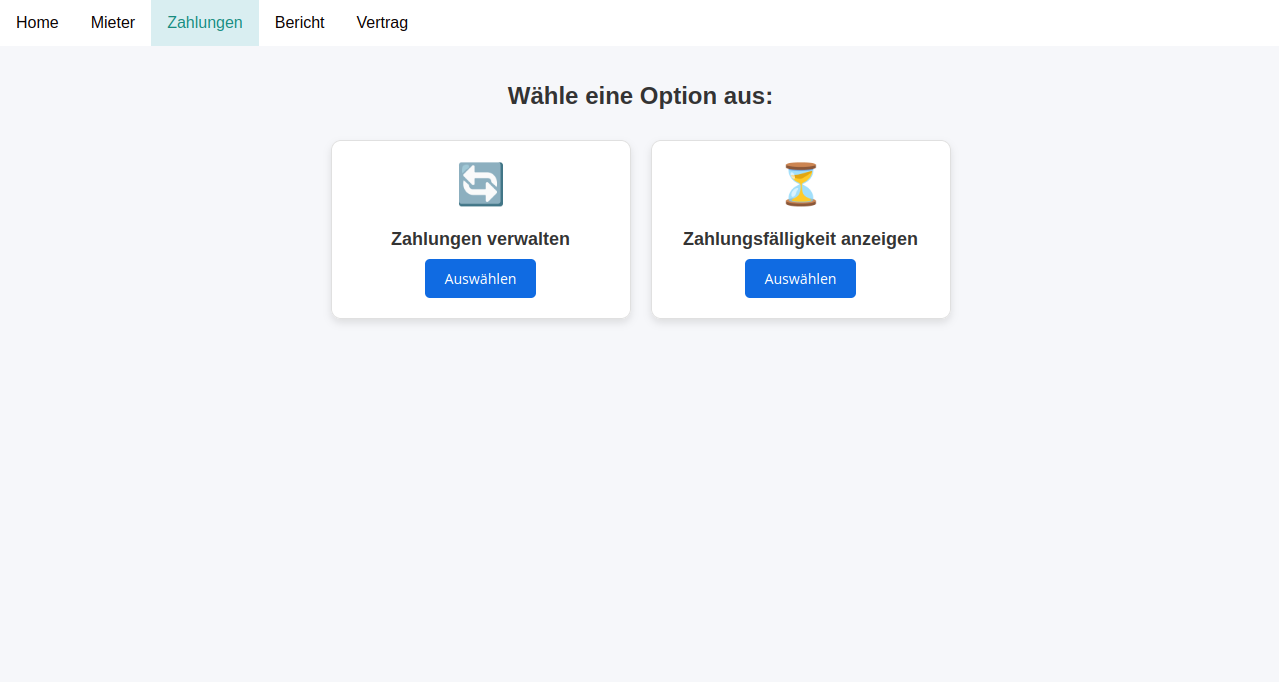 Home Mieter Zahlungen Bericht Vertrag
Wähle eine Option aus:
Zahlungen verwalten
Auswählen
Zahlungsfälligkeit anzeigen
Auswählen